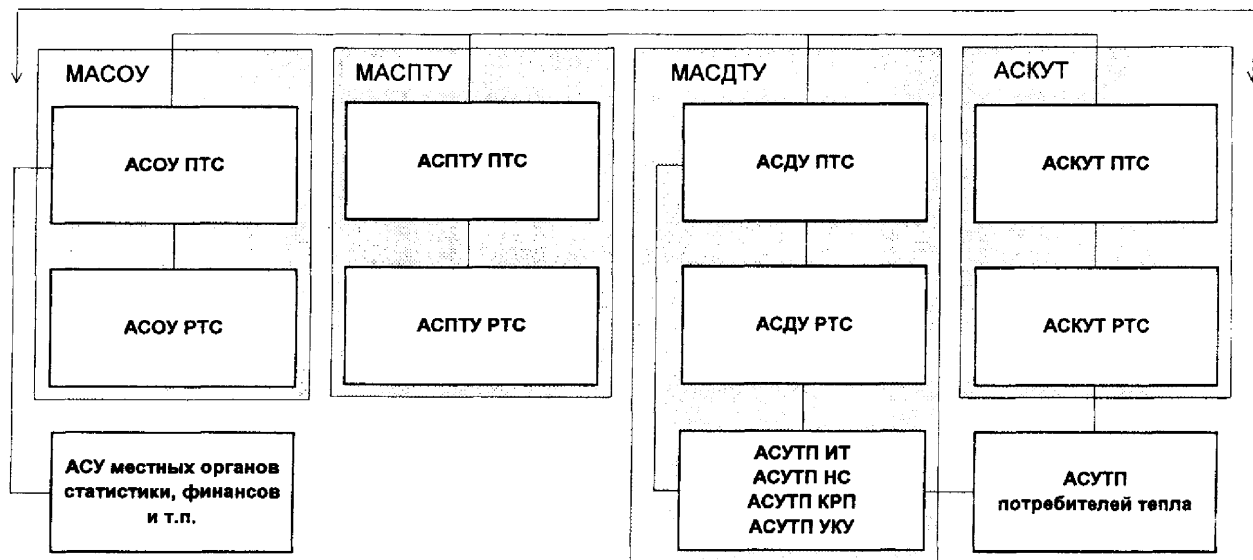 МАСОУ
МАСПТУ
МАСДТУ
АСКУТ
АСОУ ПТС
АСПТУ ПТС
АСДУ ПТС
АСКУТ ПТС
АСОУ РТС
АСПТУ РТС
АСДУ РТС
АСКУТ РТС
АСУ местных органов
статистики, финансов
и т.п.
АСУТП ИТ
АСУТП НС
АСУТП КРП
АСУТП УКУ
АСУТП
потребителей тепла